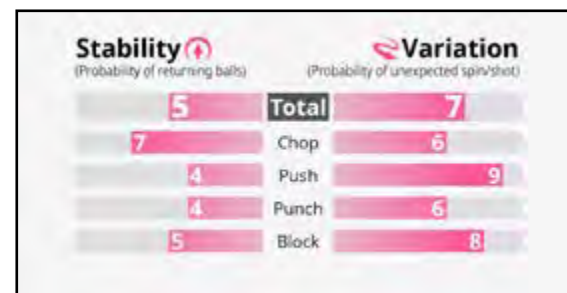 Stability Variation
(Probability of returning balls) (Probability of unexpected spin/shot)
5 Total 7
7 Chop 6
4 Push 9
4 Punch 6
5 Block 8